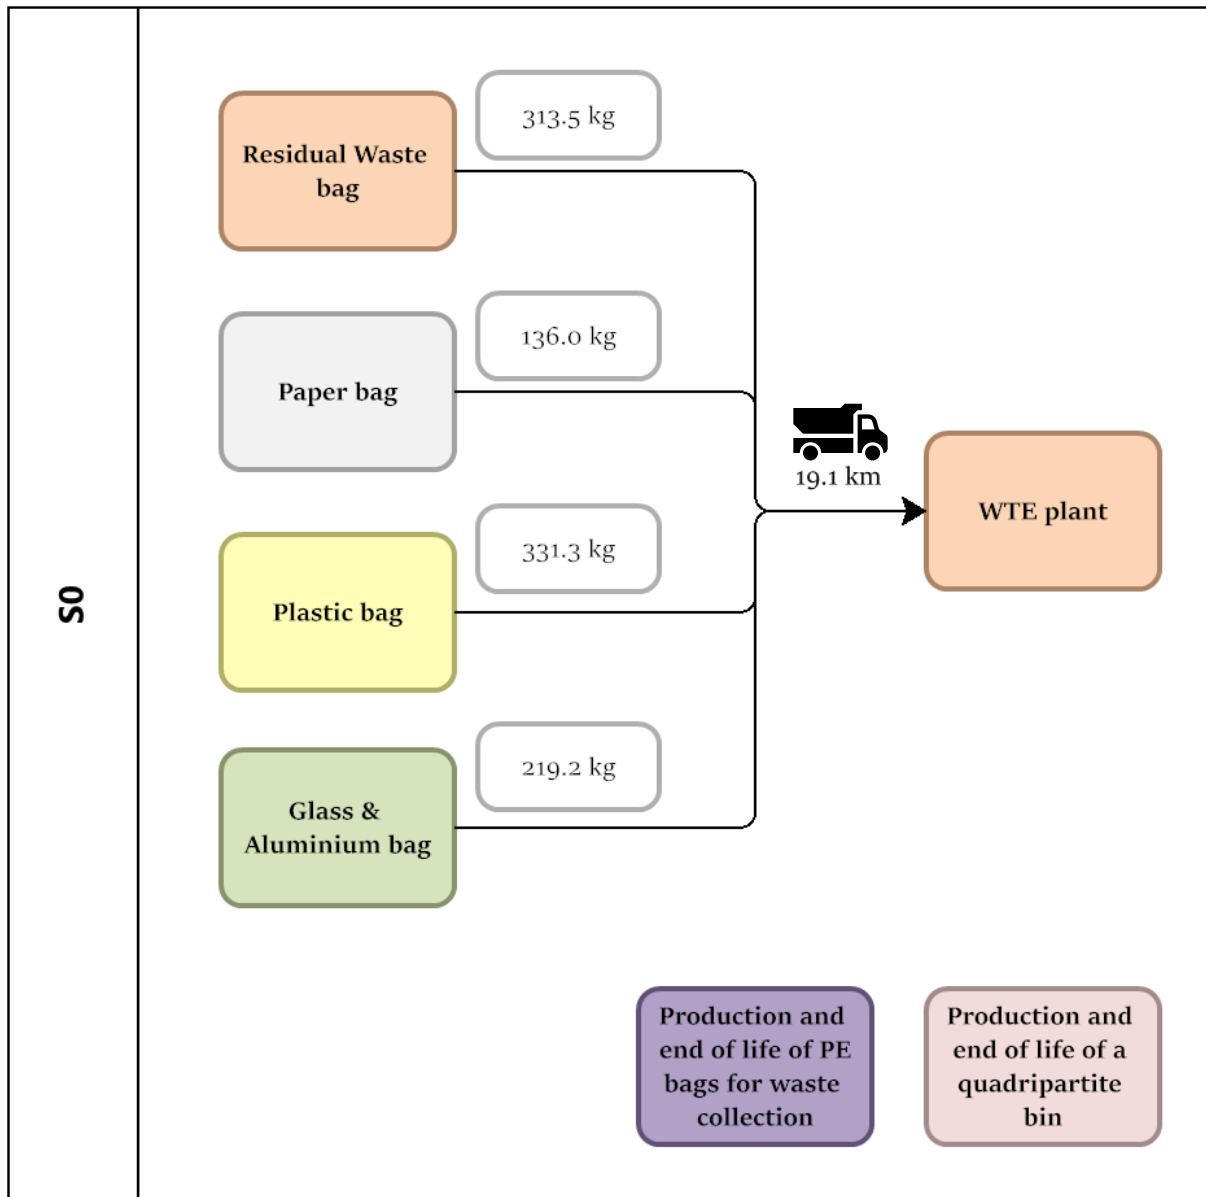 S0
Residual Waste
bag
313.5 kg
Paper bag
136.0 kg
Plastic bag
331.3 kg
Glass &
Aluminium bag
219.2 kg
19.1 km
WTE plant
Production and
end of life of PE
bags for waste
collection
Production and
end of life of a
quadripartite
bin